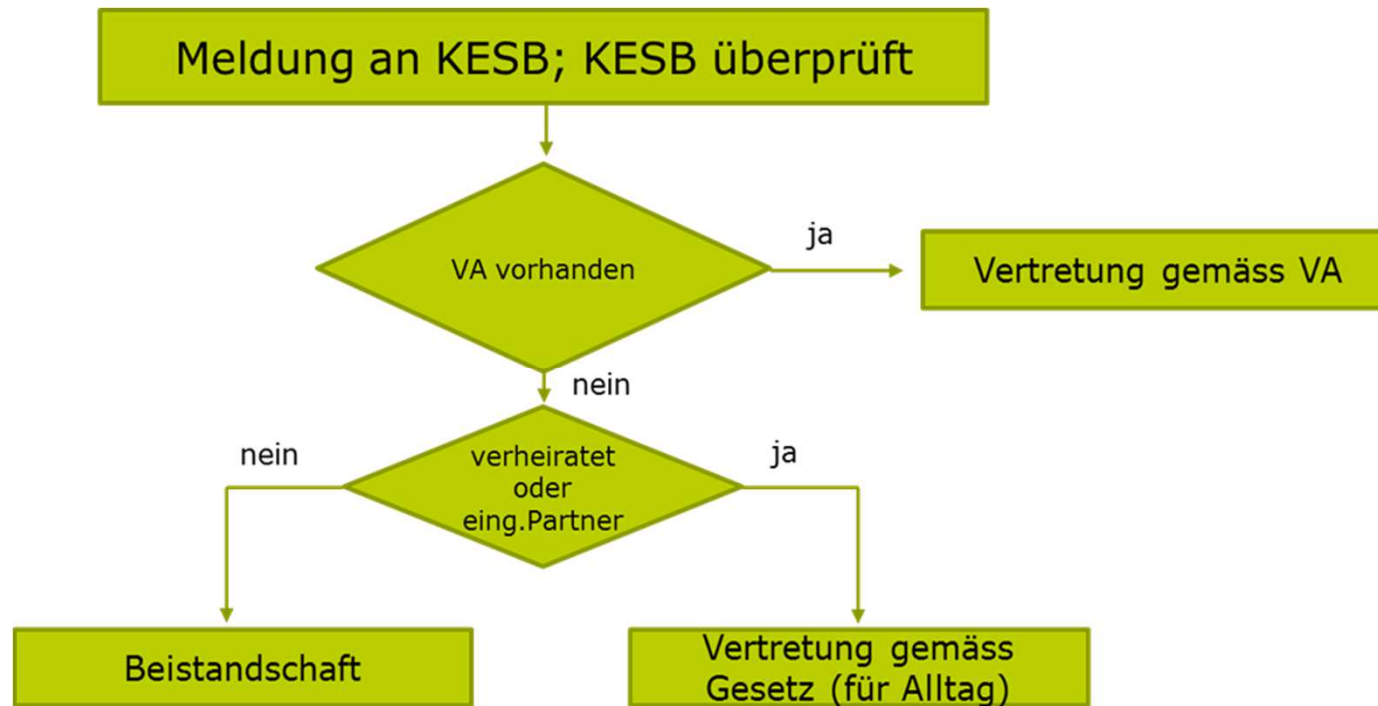 Meldung an KESB; KESB überprüft
VA vorhanden
ja
Vertretung gemäss VA
nein
nein
verheiratet
oder
eing.Partner
ja
Beistandschaft
Vertretung gemäss
Gesetz (für Alltag)